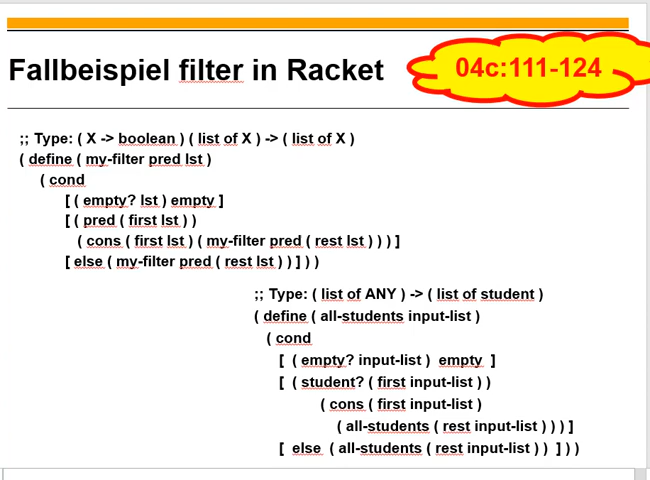 Fallbeispiel filter in Racket
04c:111-124
;; Type: ( X -> boolean ) ( list of X ) -> ( list of X )
( define ( my-filter pred lst )
( cond
[ ( empty? lst ) empty ]
[ ( pred ( first lst ) )
( cons ( first lst ) ( my-filter pred ( rest lst ) ) ) ]
[ else ( my-filter pred ( rest lst ) ) ] ) )
;; Type: ( list of ANY ) -> ( list of student )
( define ( all-students input-list )
( cond
[ ( empty? input-list ) empty ]
[ ( student? ( first input-list ) )
( cons ( first input-list )
( all-students ( rest input-list ) ) ) ]
[ else ( all-students ( rest input-list ) ) ] ) )